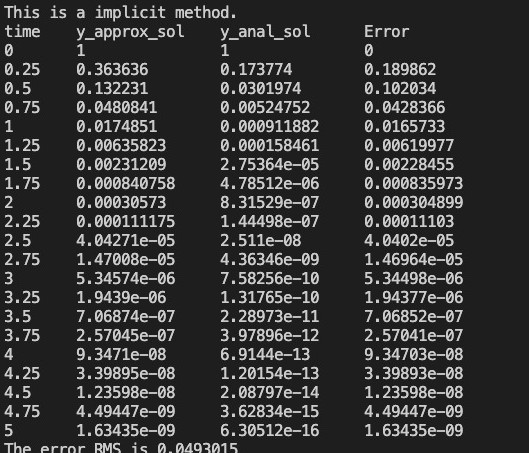 This is a implicit method.
time y_approx_sol y_anal_sol Error
0 1 1 0
0.25 0.363636 0.173774 0.189862
0.5 0.132231 0.0301974 0.102034
0.75 0.0480841 0.00524752 0.0428366
1 0.0174851 0.000911882 0.0165733
1.25 0.00635823 0.000158461 0.00619977
1.5 0.00231209 2.75364e-05 0.00228455
1.75 0.000840758 4.78512e-06 0.000835973
2 0.00030573 8.31529e-07 0.000304899
2.25 0.000111175 1.44498e-07 0.00011103
2.5 4.04271e-05 2.511e-08 4.0402e-05
2.75 1.47008e-05 4.36349e-09 1.46964e-05
3 5.34574e-06 7.58256e-10 5.34498e-06
3.25 1.9439e-06 1.31765e-10 1.94377e-06
3.5 7.06874e-07 2.28973e-11 7.06852e-07
3.75 2.57045e-07 3.97896e-12 2.57041e-07
4 9.3471e-08 6.9144e-13 9.34703e-08
4.25 3.39895e-08 1.20154e-13 3.39893e-08
4.5 1.23598e-08 2.08797e-14 1.23598e-08
4.75 4.49447e-09 3.62834e-15 4.49447e-09
5 1.63435e-09 6.30512e-16 1.63435e-09
The error RMS is 0.0493015